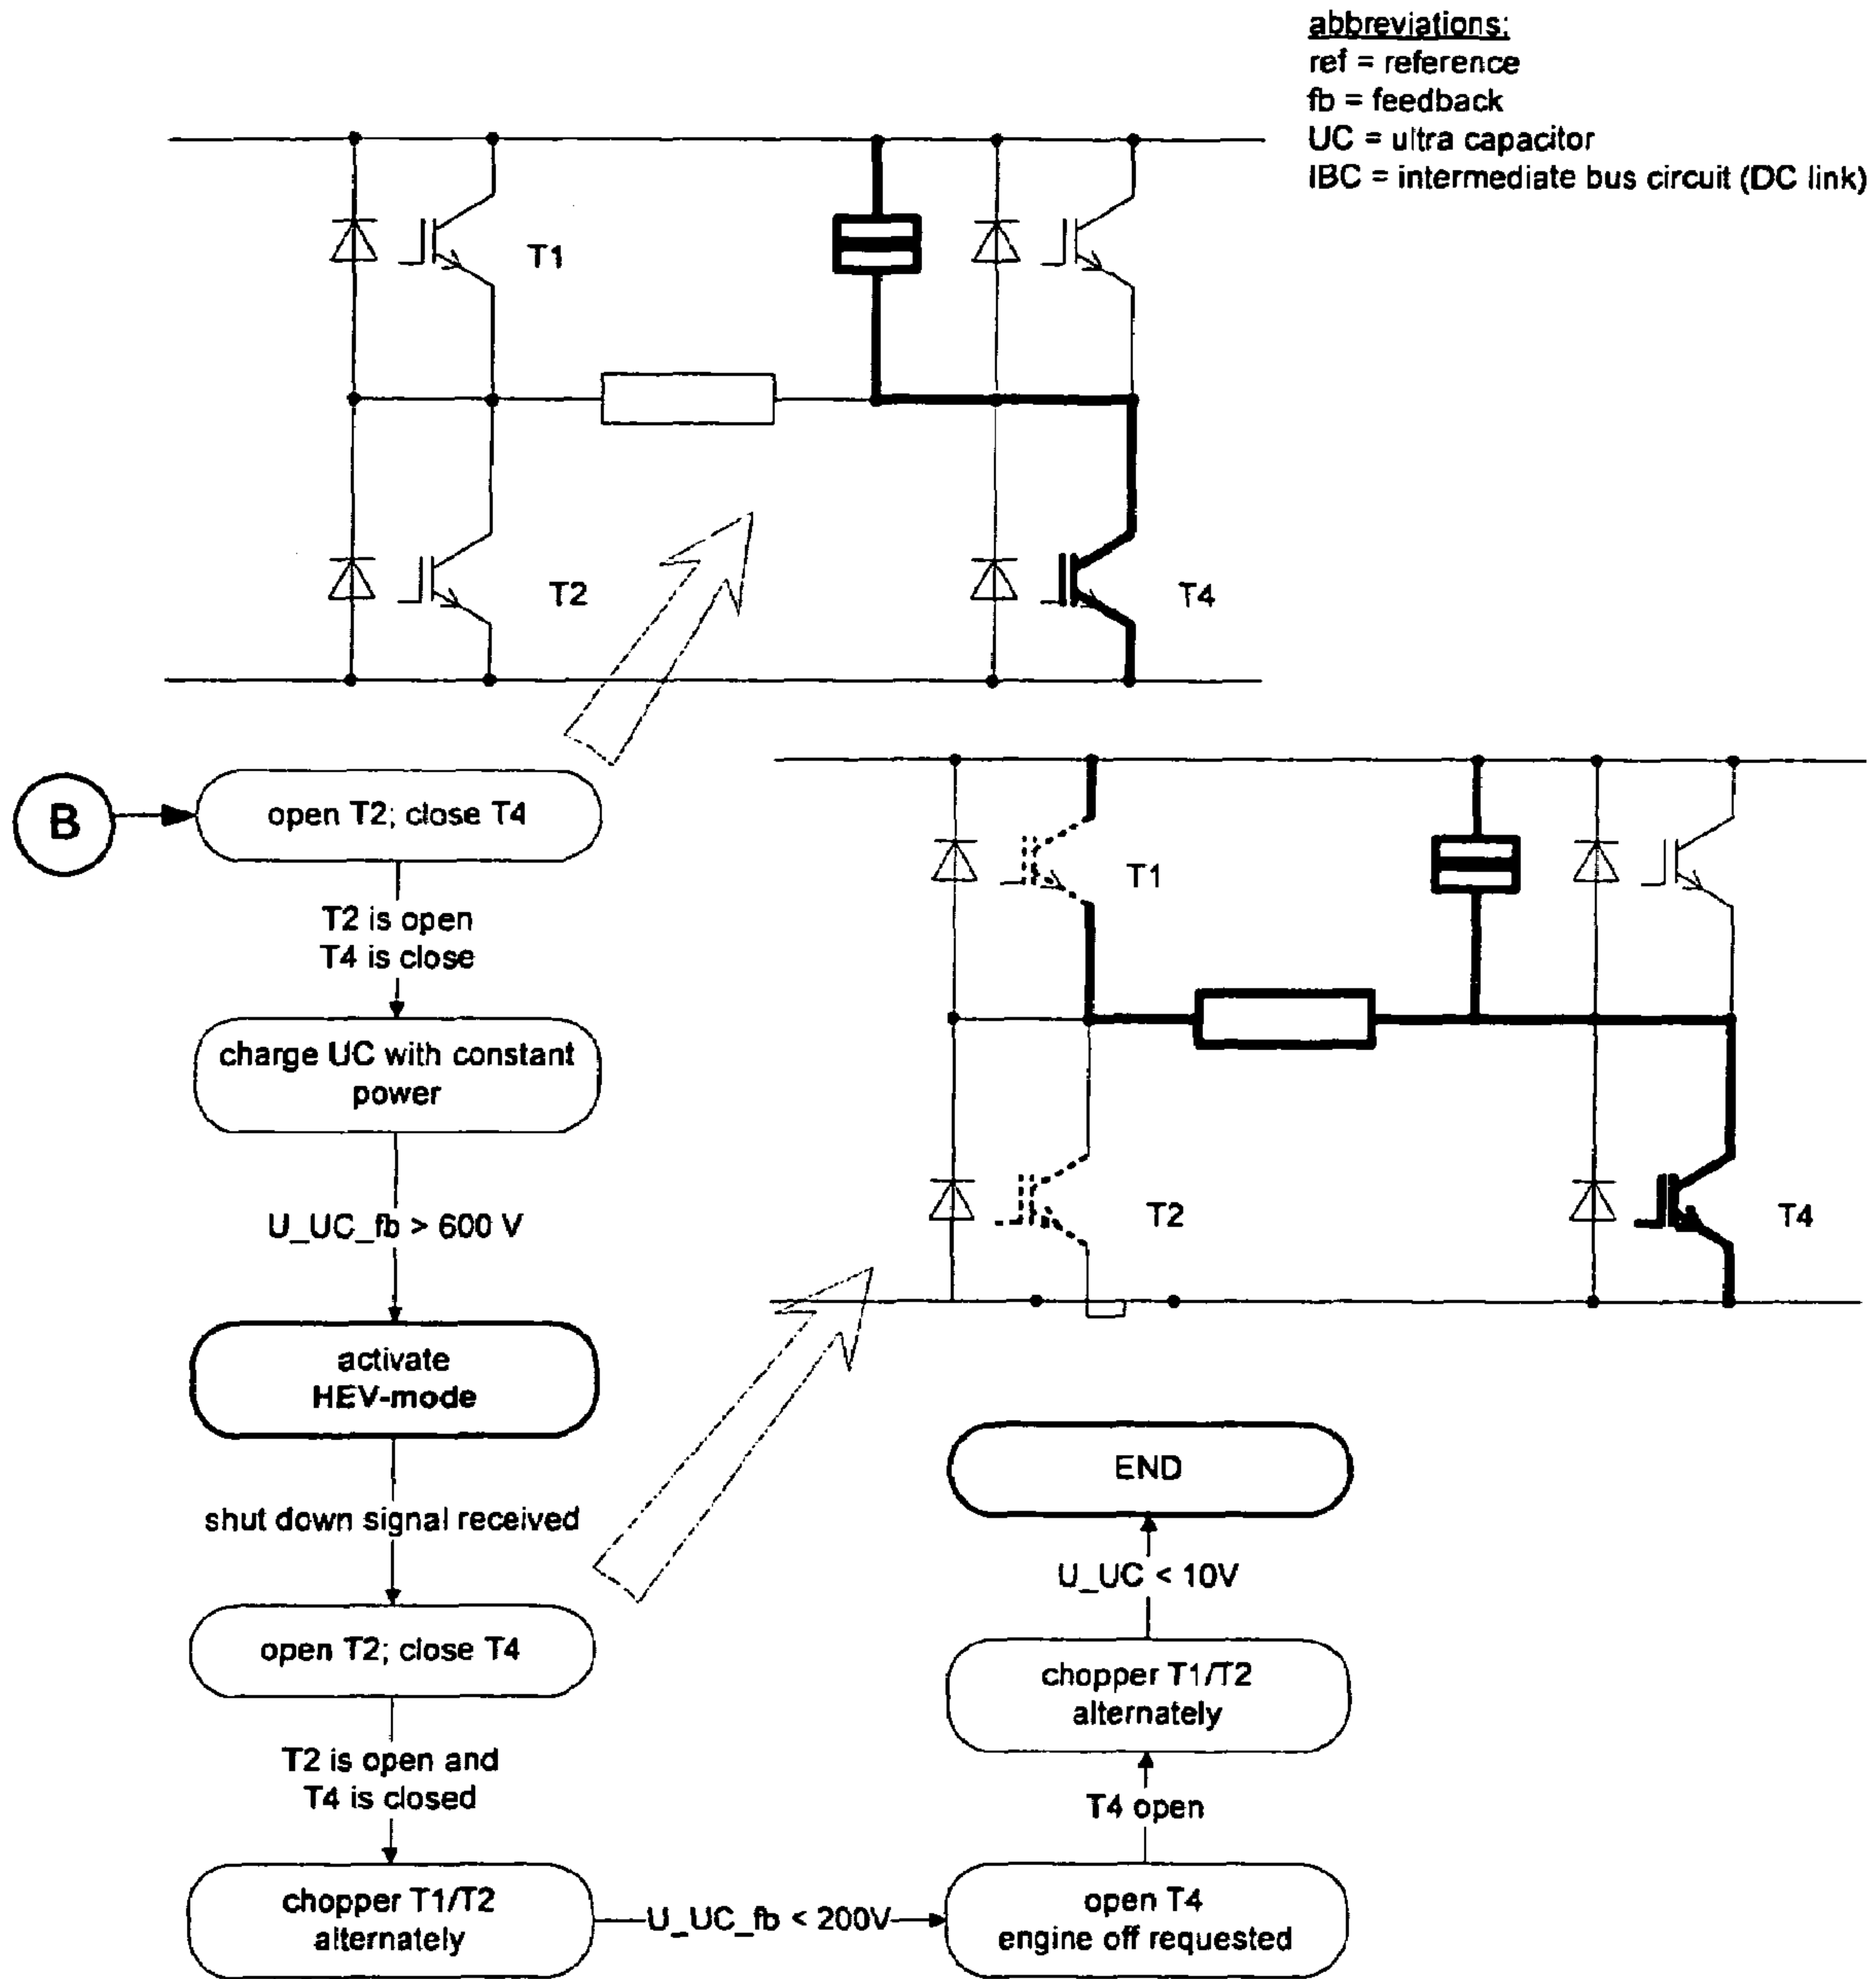 abbreviations:
ref = reference
fb = feedback
UC = ultra capacitor
IBC = intermediate bus circuit (DC link)
T1
T2
T4
B
open T2; close T4
T2 is open
T4 is close
charge UC with constant
power
U_UC_fb > 600 V
activate
HEV-mode
shut down signal received
open T2; close T4
T2 is open and
T4 is closed
chopper T1/T2
alternately
U_UC_fb < 200V
open T4
engine off requested
T4 open
chopper T1/T2
alternately
U_UC < 10V
END
T1
T2
T4